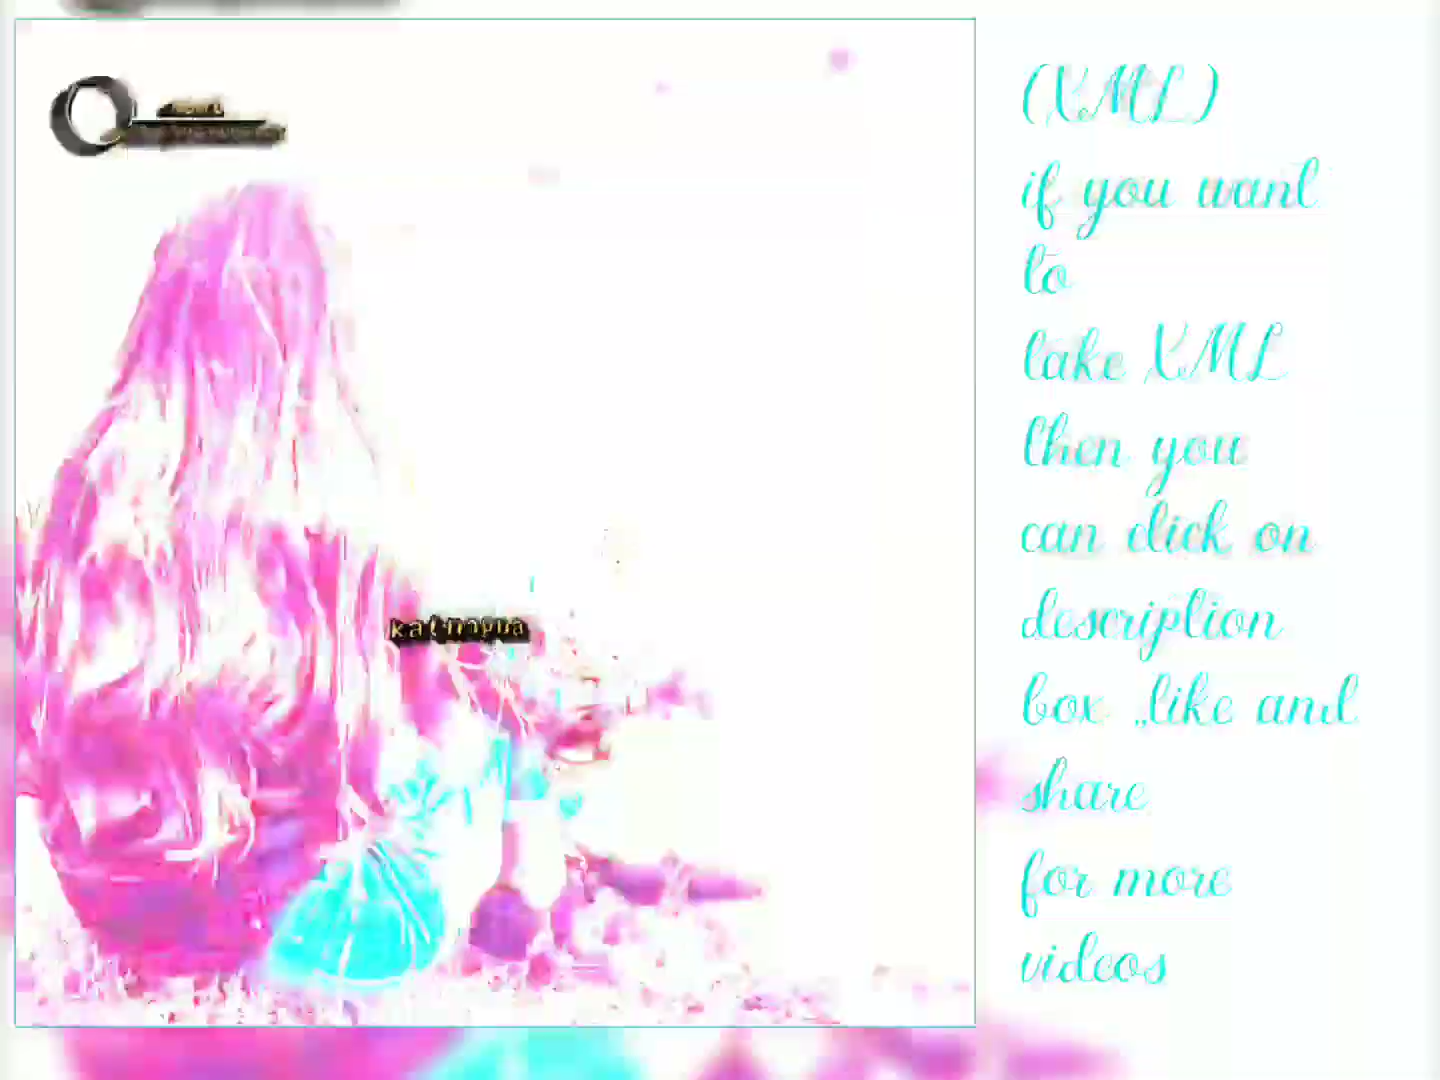 (XML)
if you want
to
take XML
then you
can click on
description
box ,,like and
share
for more
videos